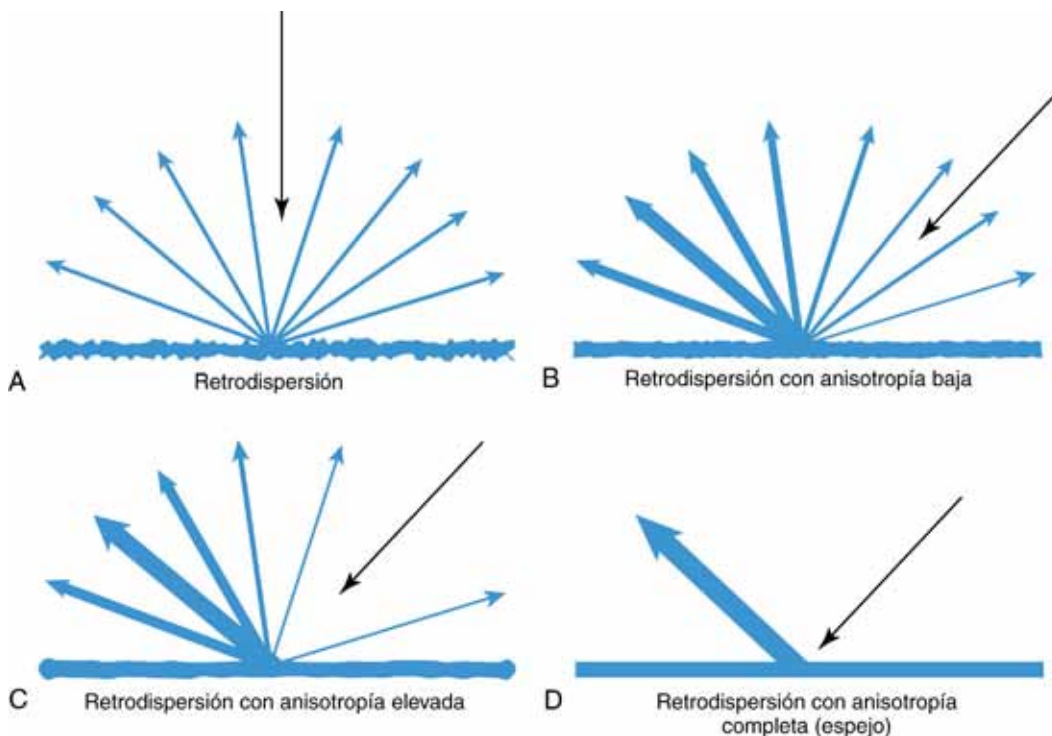 A
Retrodispersión
B
Retrodispersión con anisotropía baja
C
Retrodispersión con anisotropía elevada
D
Retrodispersión con anisotropía
completa (espejo)